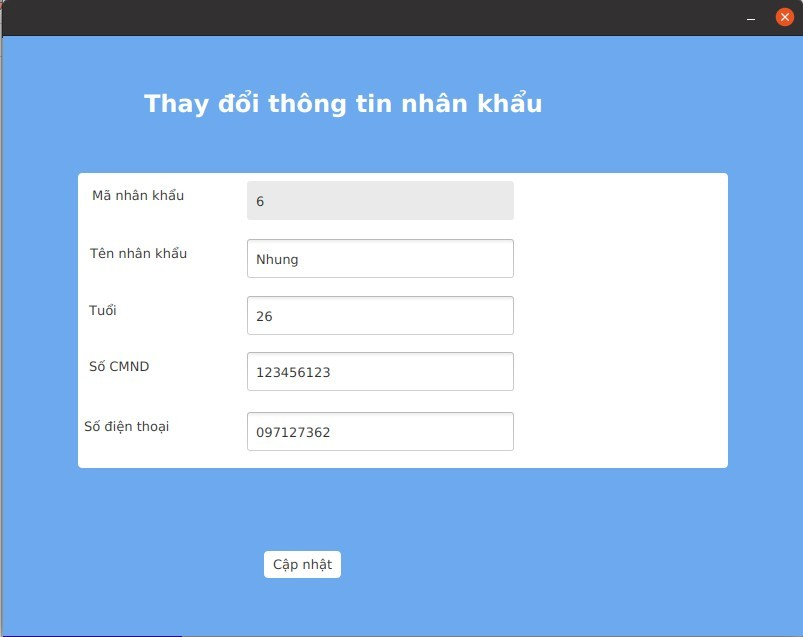 Thay đổi thông tin nhân khẩu
Mã nhân khẩu 6
Tên nhân khẩu Nhung
Tuổi 26
Số CMND 123456123
Số điện thoại 097127362
Cập nhật